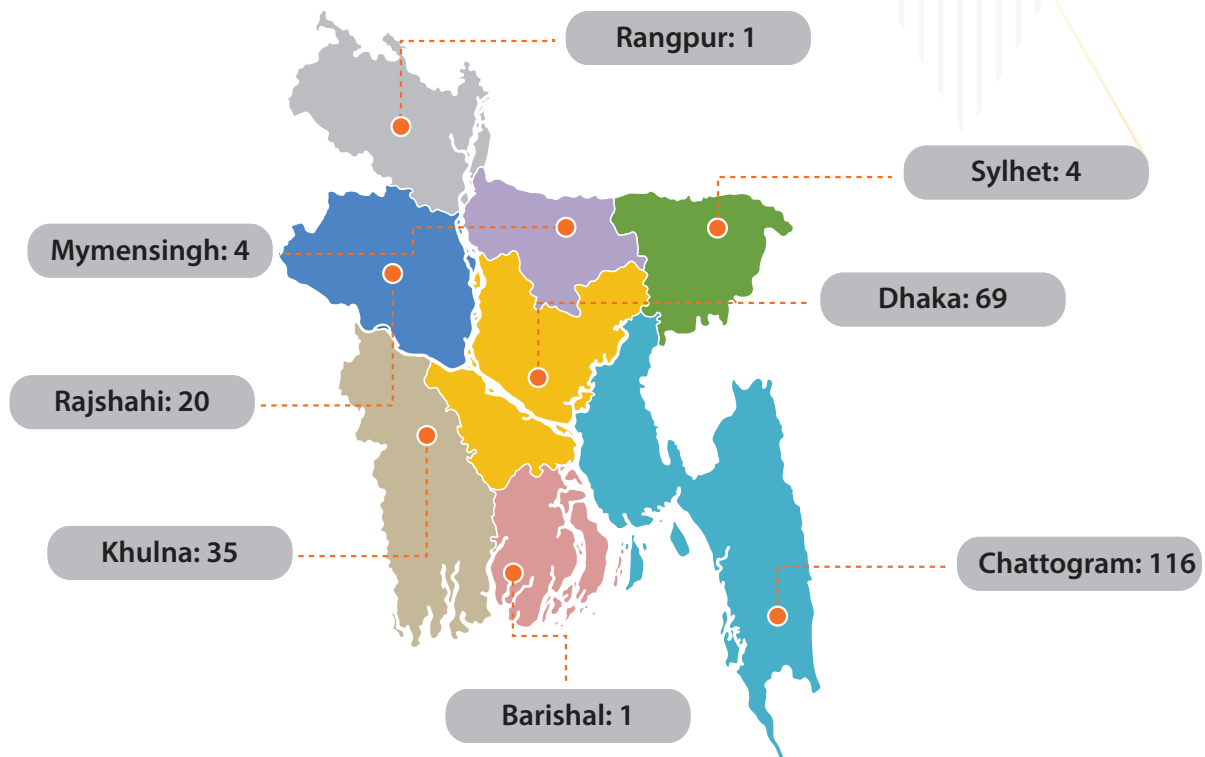 Rangpur: 1
Sylhet: 4
Mymensingh: 4
Dhaka: 69
Rajshahi: 20
Khulna: 35
Chattogram: 116
Barishal: 1